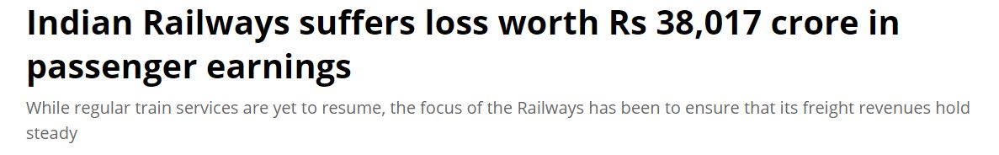 Indian Railways suffers loss worth Rs 38,017 crore in
passenger earnings
While regular train services are yet to resume, the focus of the Railways has been to ensure that its freight revenues hold
steady